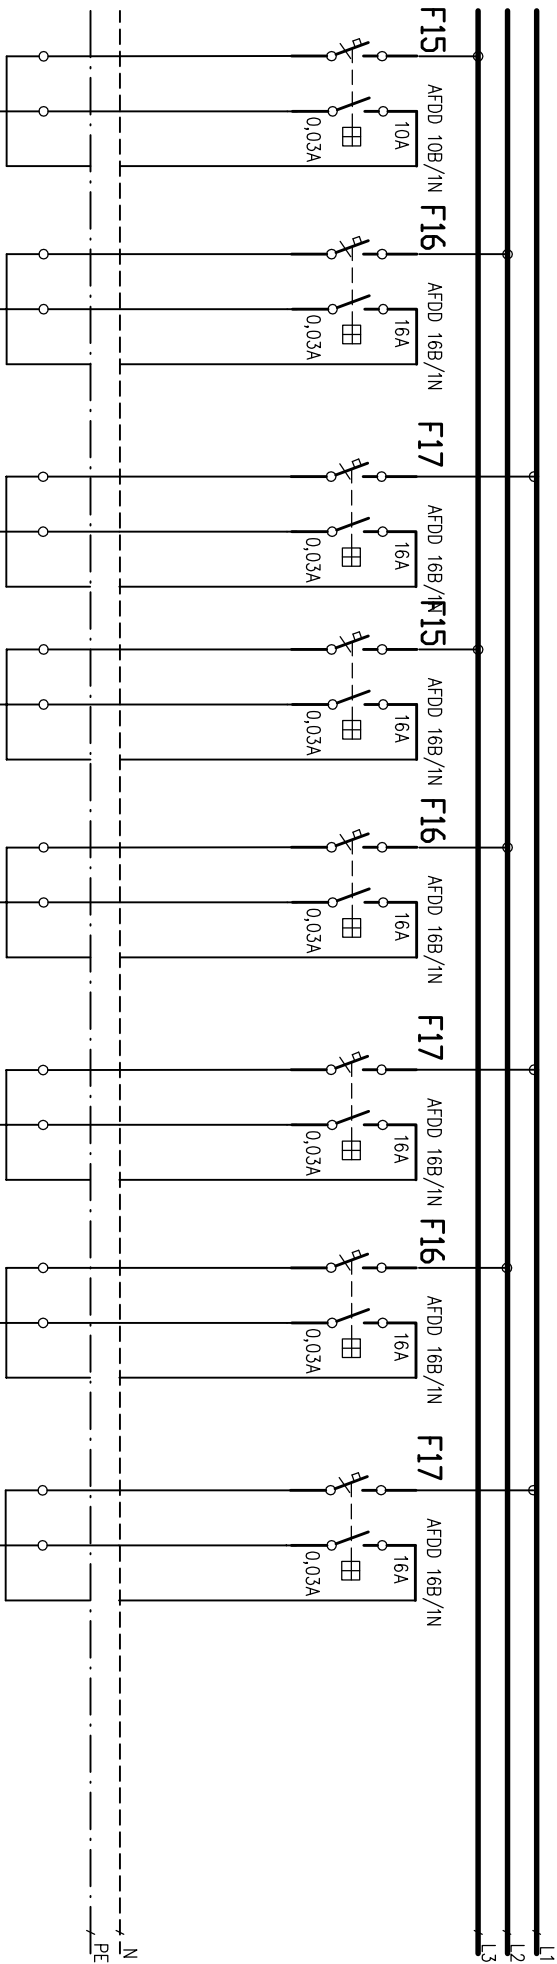 L1
L2
L3
F15
AFDD 10B/1N
10A
0,03A
F16
AFDD 16B/1N
16A
0,03A
F17
AFDD 16B/1N
16A
0,03A
F15
AFDD 16B/1N
16A
0,03A
F16
AFDD 16B/1N
16A
0,03A
F17
AFDD 16B/1N
16A
0,03A
F16
AFDD 16B/1N
16A
0,03A
F17
AFDD 16B/1N
16A
0,03A
N
PE